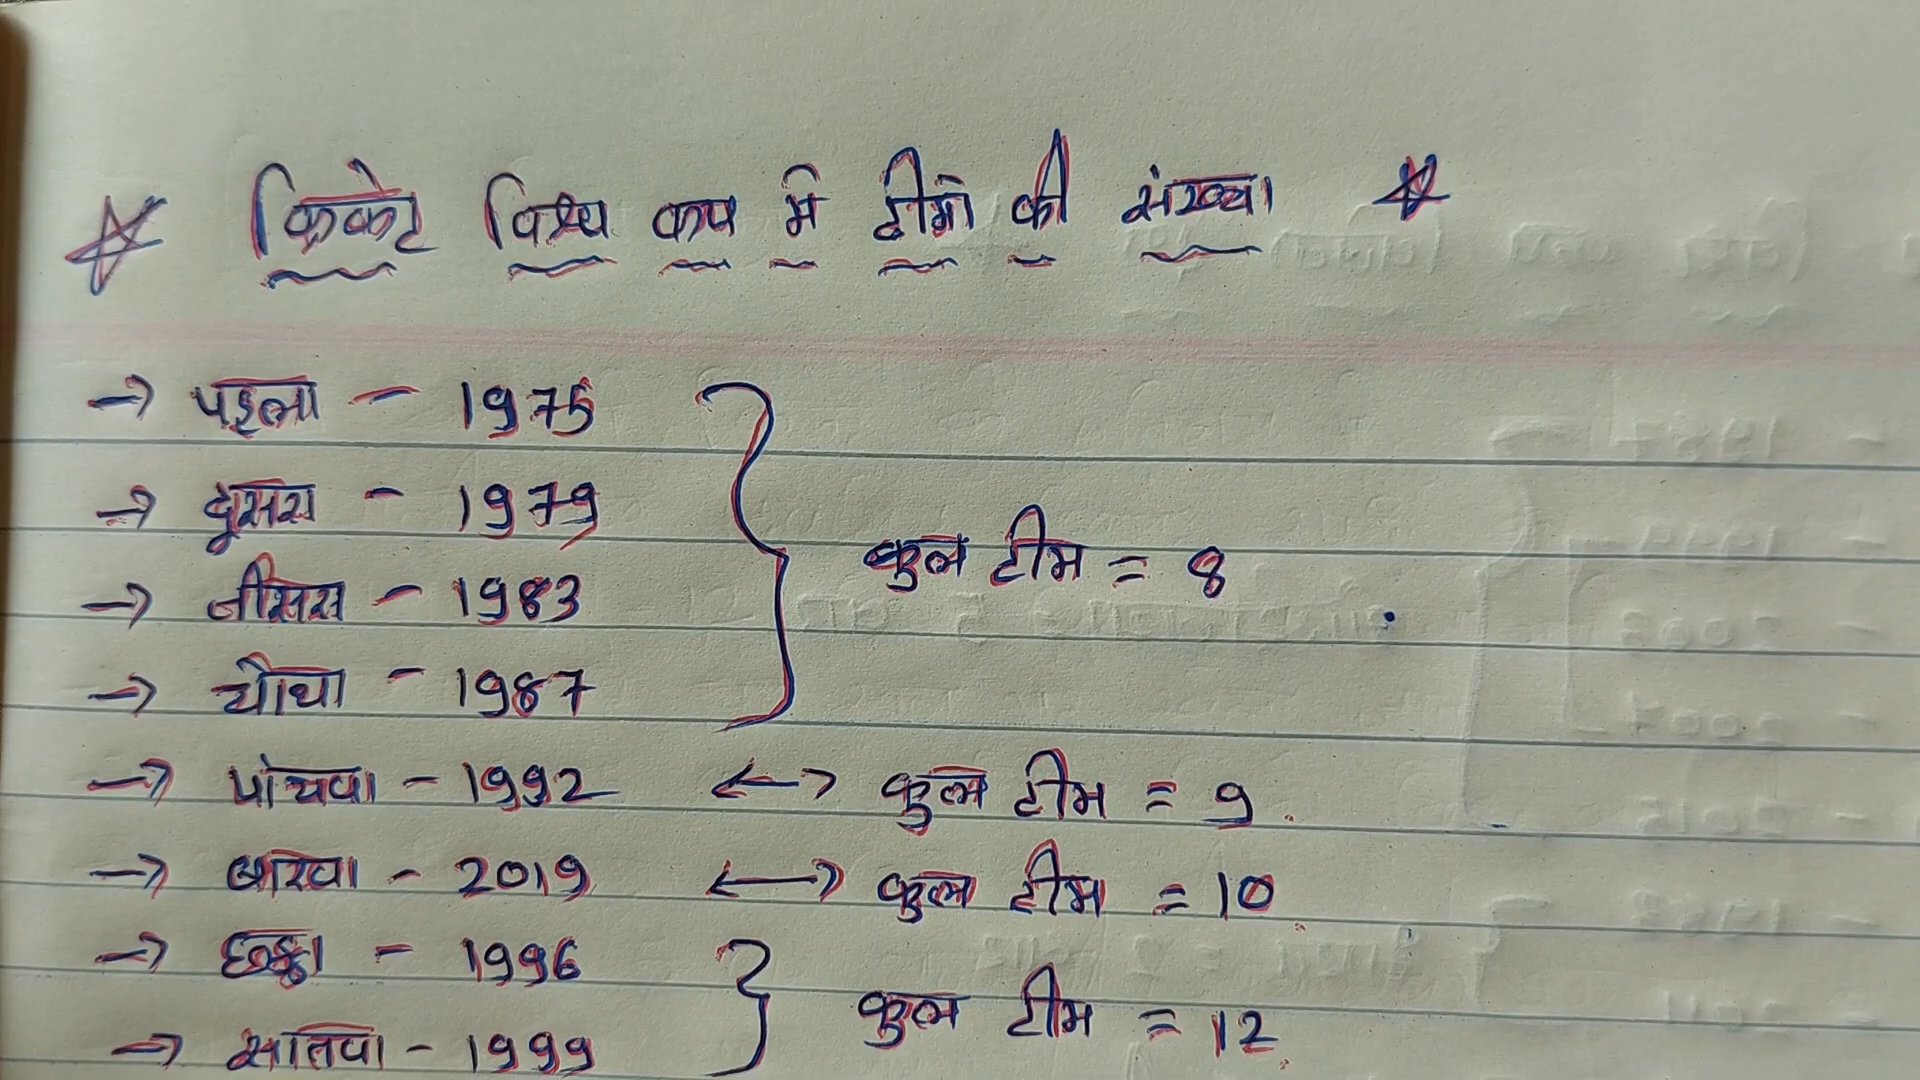 ☆ क्रिकेट विश्व कप में टीमों की संख्या ☆
→ पहला - 1975
→ दूसरा - 1979
कुल टीम = 8
→ तीसरा - 1983
→ चौथा - 1987
→ पांचवा - 1992 ↔ कुल टीम = 9.
→ बारवा - 2019 ↔ कुल टीम = 10
→ छठ्ठा - 1996
कुल टीम = 12
→ सातवा - 1999